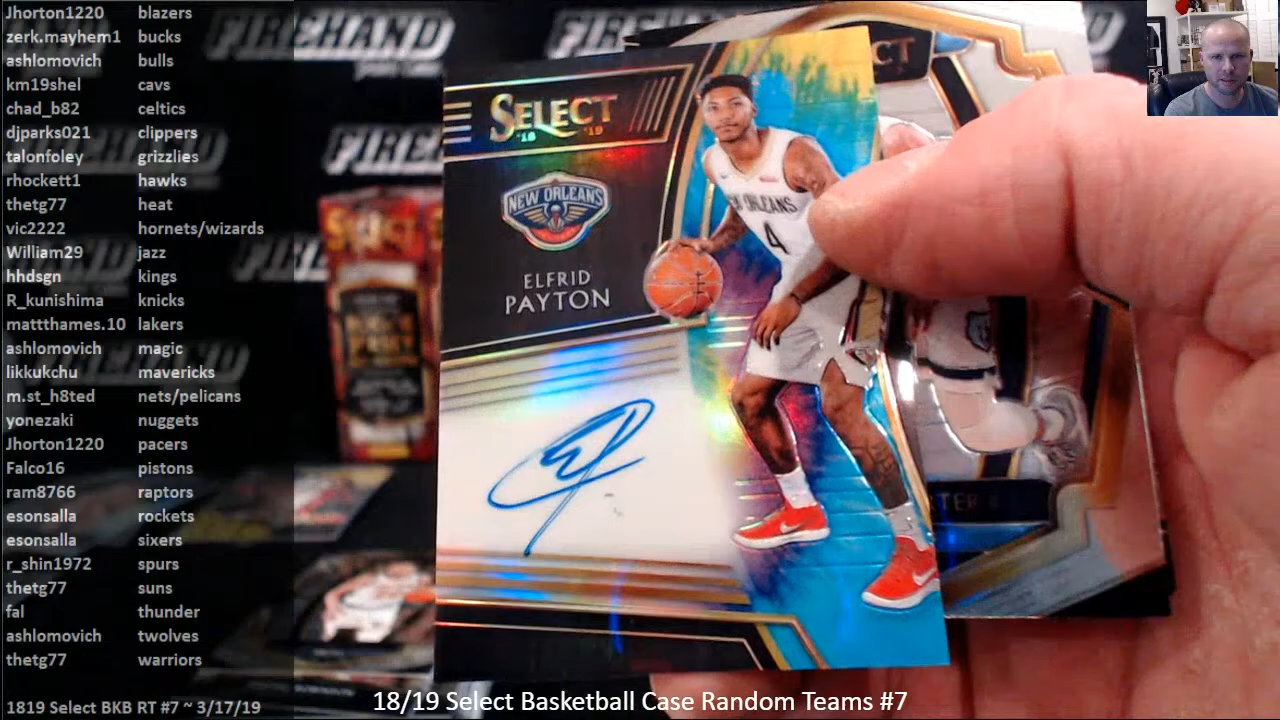 Jhorton1220 blazers
zerk.mayhem1 bucks
ashlomovich bulls
km19shel cavs
chad_b82 celtics
djparks021 clippers
talonfoley grizzlies
rhockett1 hawks
thetg77 heat
vic2222 hornets/wizards
William29 jazz
hhdsgn kings
R_kunishima knicks
mattthames.10 lakers
ashlomovich magic
likkukchu mavericks
m.st_h8ted nets/pelicans
yonezaki nuggets
Jhorton1220 pacers
Falco16 pistons
ram8766 raptors
esonsalla rockets
esonsalla sixers
r_shin1972 spurs
thetg77 suns
fal thunder
ashlomovich twolves
thetg77 warriors
1819 Select BKB RT #7 ~ 3/17/19
FIREHAND
SELECT
'18 '19
NEW ORLEANS
ELFRID
PAYTON
4
18/19 Select Basketball Case Random Teams #7